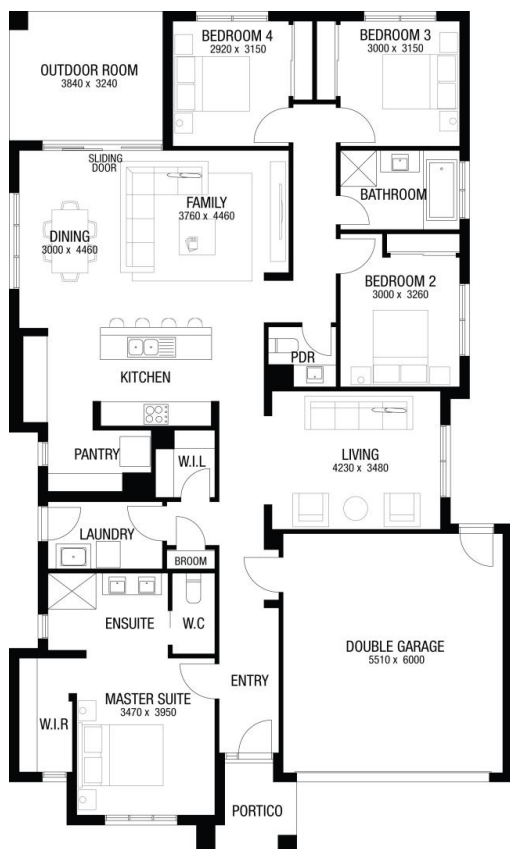 BEDROOM 4
2920 x 3150
BEDROOM 3
3000 x 3150
OUTDOOR ROOM
3840 x 3240
SLIDING
DOOR
FAMILY
3760 x 4460
BATHROOM
DINING
3000 x 4460
BEDROOM 2
3000 x 3260
PDR
KITCHEN
PANTRY
W.I.L
LIVING
4230 x 3480
LAUNDRY
BROOM
ENSUITE
W.C
DOUBLE GARAGE
5510 x 6000
ENTRY
MASTER SUITE
3470 x 3950
W.I.R
PORTICO